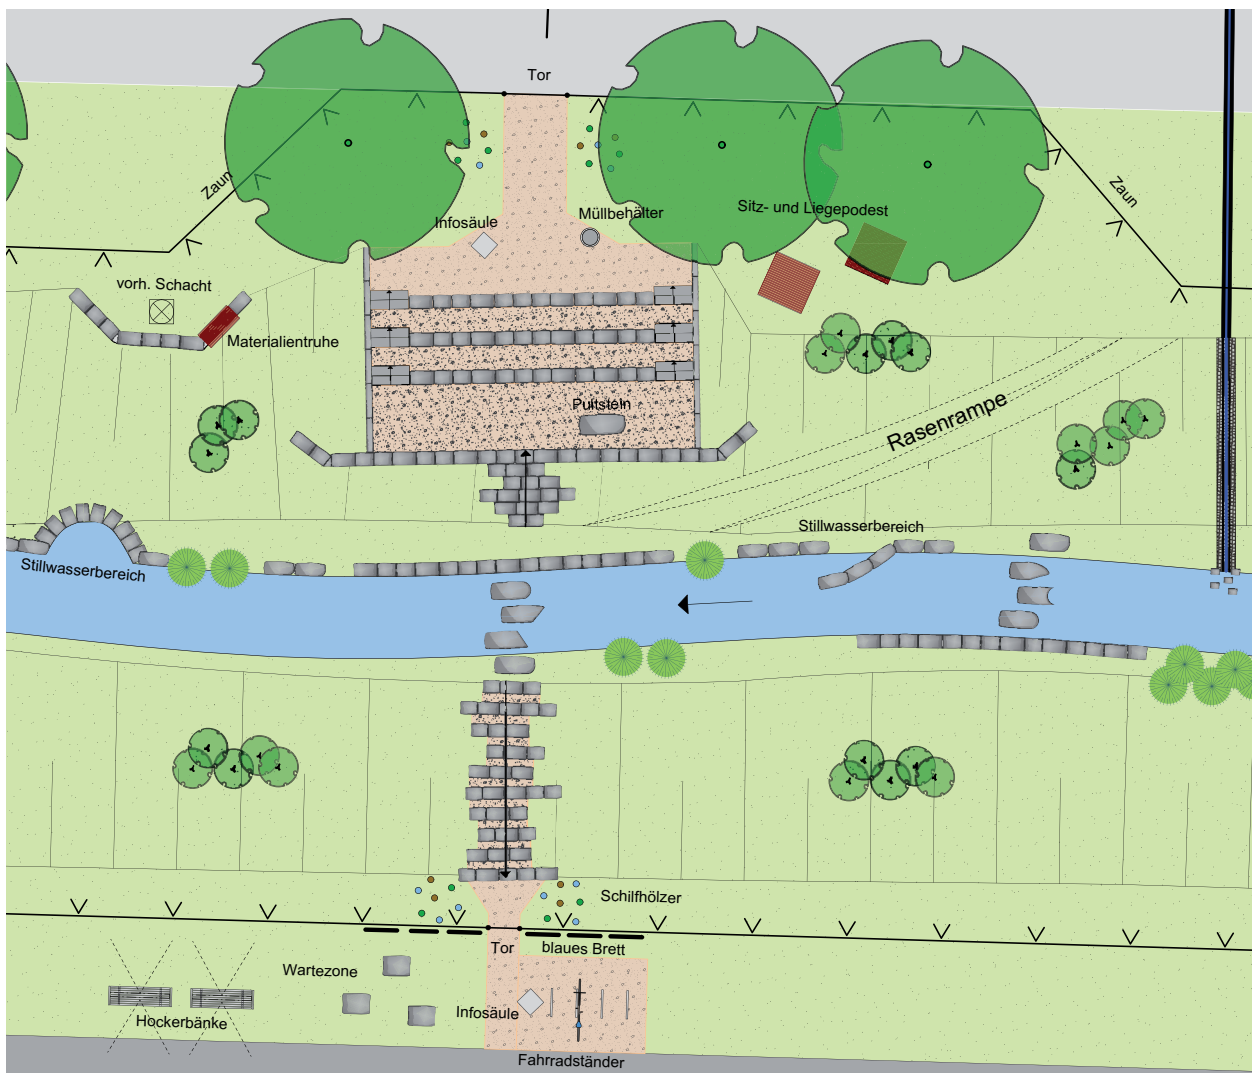 Tor
Zaun
Zaun
Infosäule
Müllbehälter
Sitz- und Liegepodest
vorh. Schacht
Materialientruhe
Pultstein
Rasenrampe
Stillwasserbereich
Stillwasserbereich
Schilfhölzer
Tor
blaues Brett
Wartezone
Infosäule
Hockerbänke
Fahrradständer